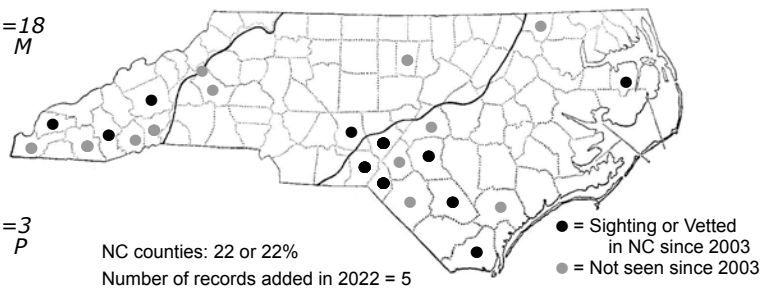 =18
M
=3
P
NC counties: 22 or 22%
Number of records added in 2022 = 5
= Sighting or Vetted
in NC since 2003
= Not seen since 2003